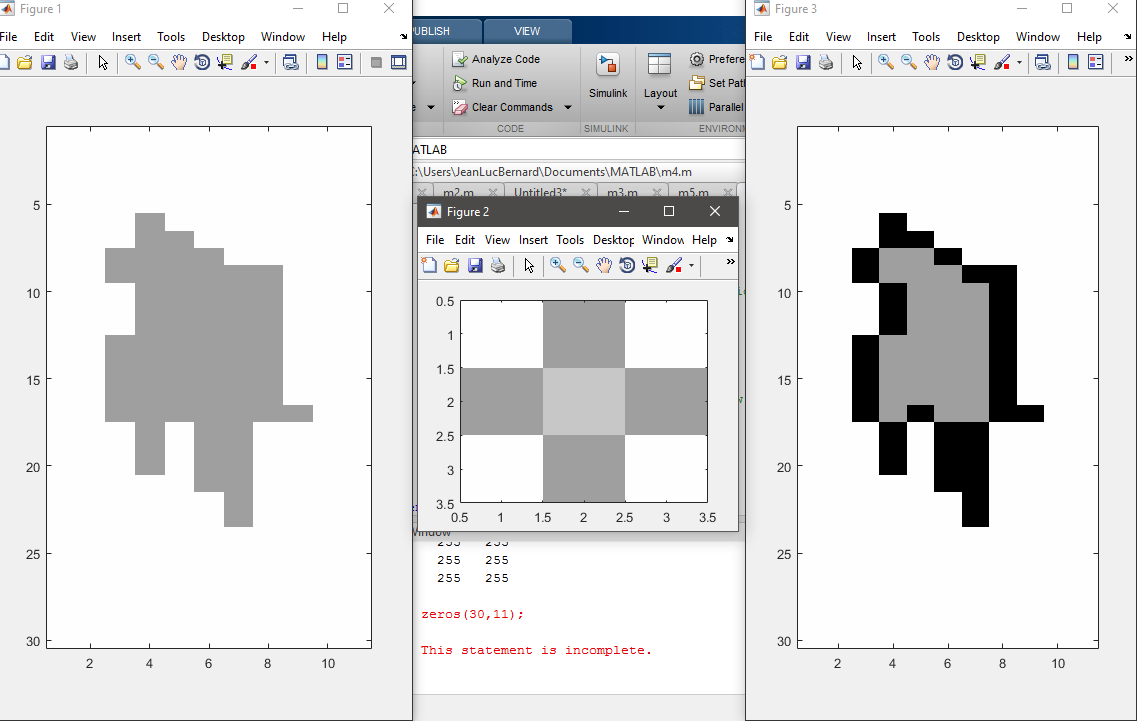 Figure 1
File Edit View Insert Tools Desktop Window Help
5
10
15
20
25
30
2 4 6 8 10
PUBLISH VIEW
Analyze Code
Run and Time
Clear Commands
CODE
Simulink
SIMULINK
Layout
Prefere
Set Pat
Parallel
ENVIRONM
ATLAB
C:\Users\JeanLucBernard\Documents\MATLAB\m4.m
m2.m Untitled3* m3.m m5.m
Figure 2
File Edit View Insert Tools Desktop Window Help
0.5
1
1.5
2
2.5
3
3.5
0.5 1 1.5 2 2.5 3 3.5
Window
255 255
255 255
255 255
zeros(30,11);
This statement is incomplete.
Figure 3
File Edit View Insert Tools Desktop Window Help
5
10
15
20
25
30
2 4 6 8 10